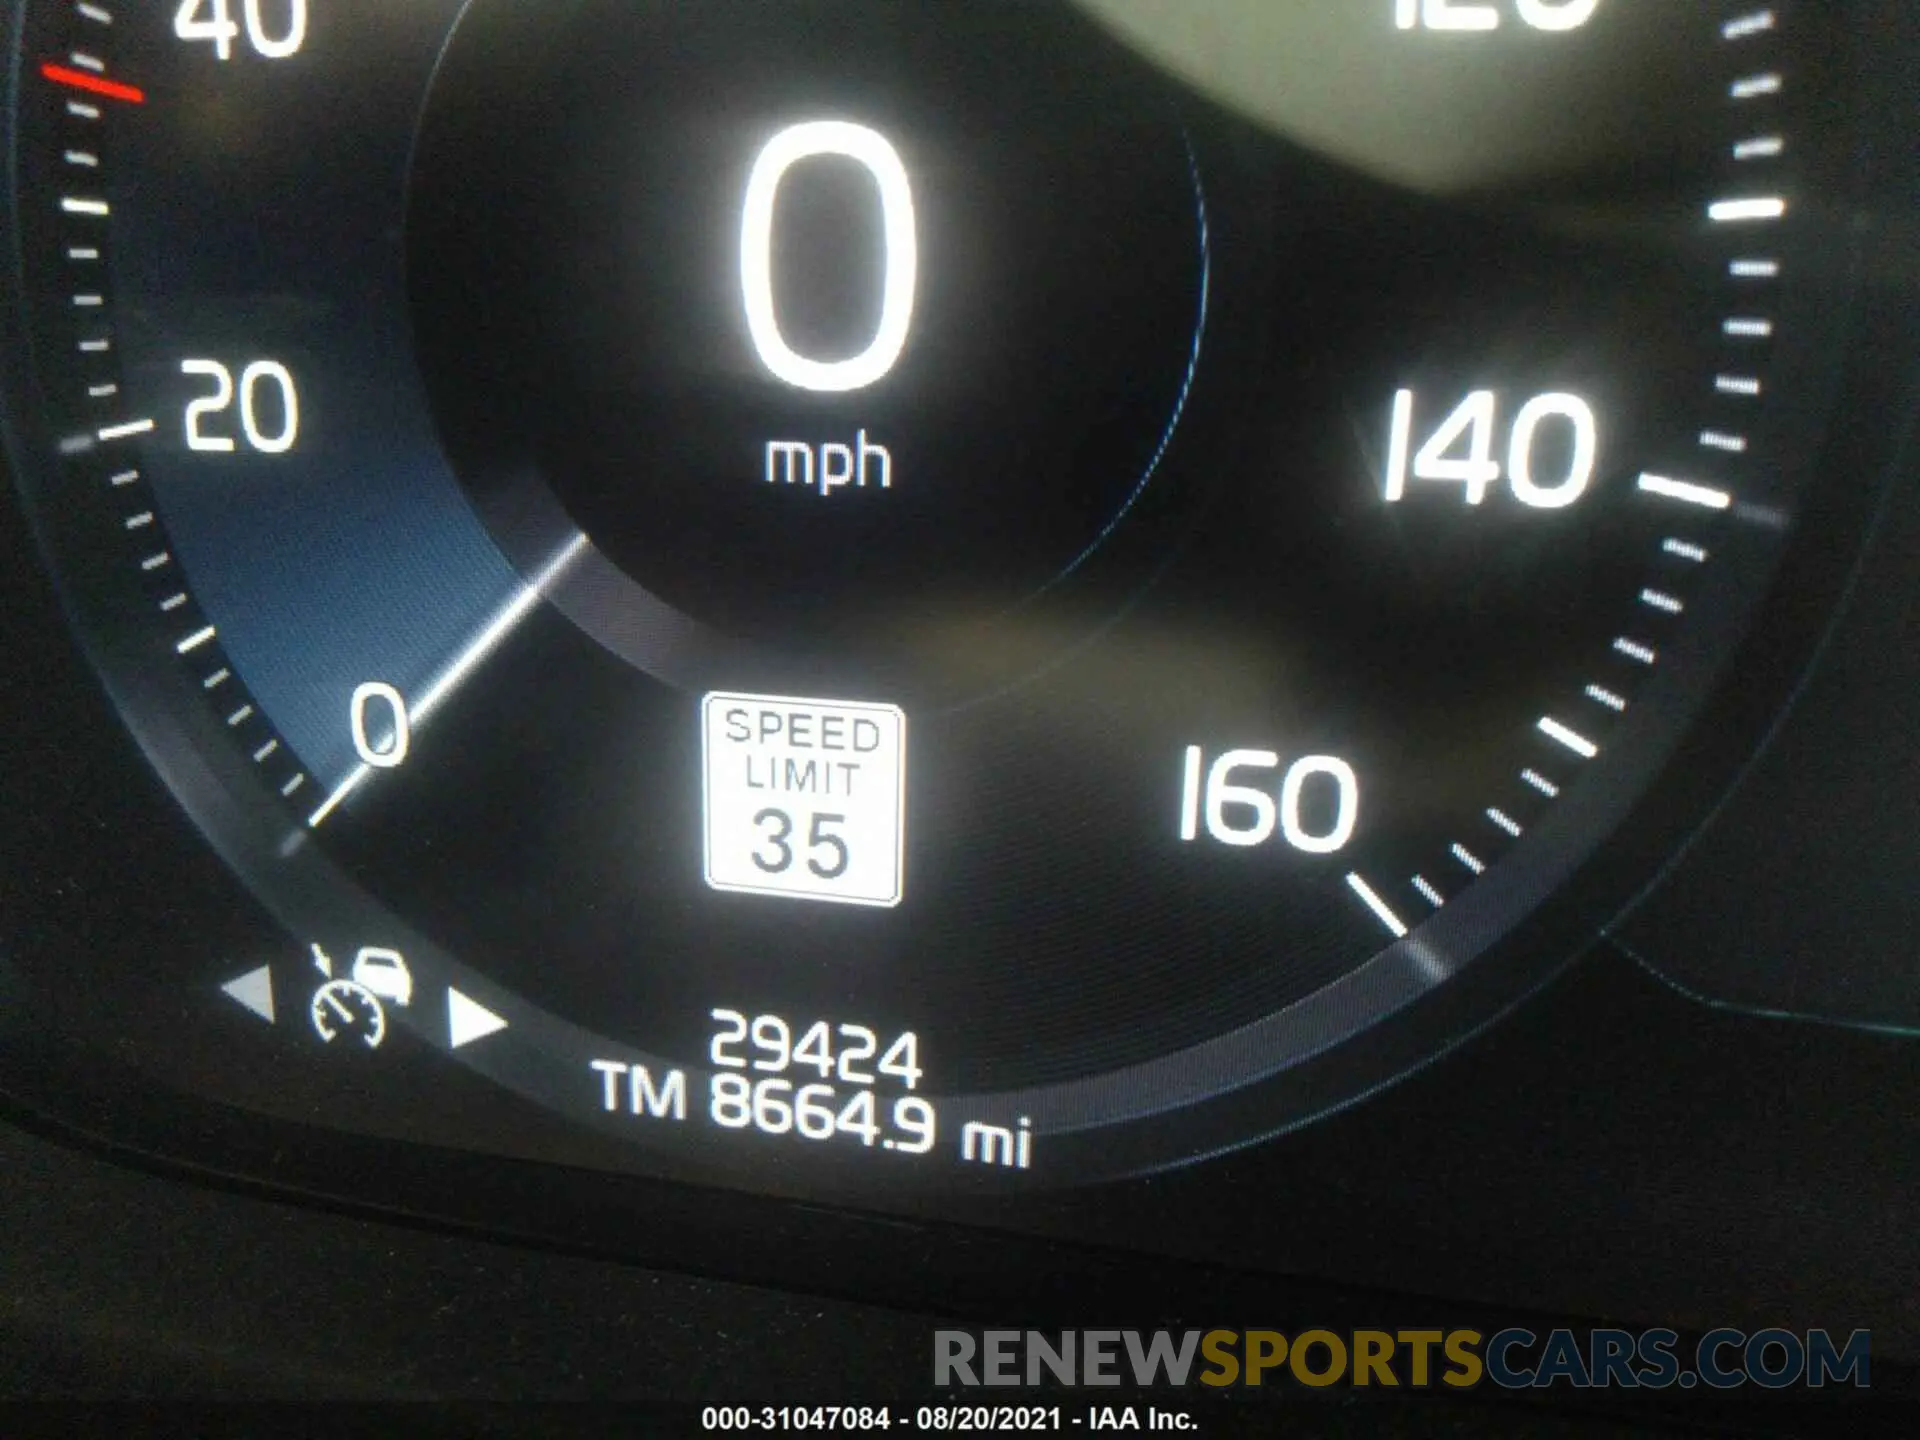 40
120
0
mph
20
140
0
SPEED
LIMIT
35
160
29424
TM 8664.9 mi
RENEWSPORTSCARS.COM
000-31047084 - 08/20/2021 - IAA Inc.